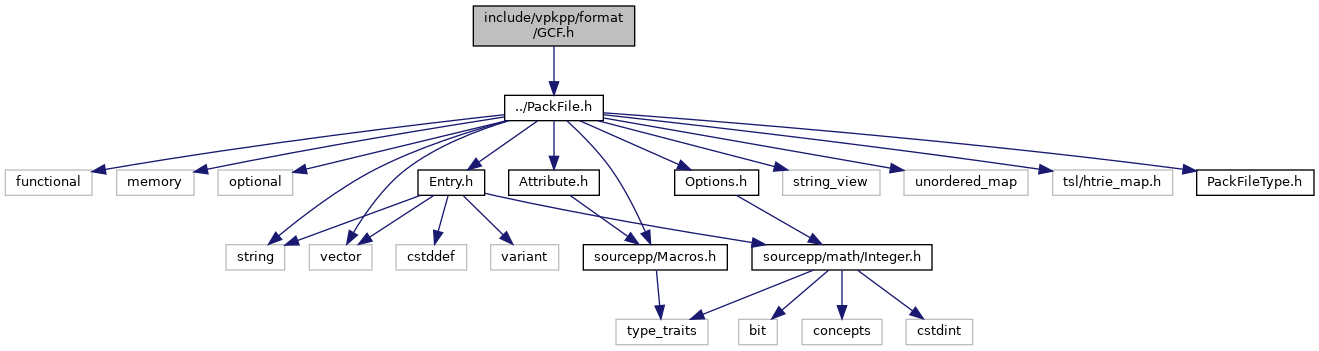 include/vpkpp/format
/GCF.h
../PackFile.h
functional
memory
optional
Entry.h
Attribute.h
Options.h
string_view
unordered_map
tsl/htrie_map.h
PackFileType.h
string
vector
cstddef
variant
sourcepp/Macros.h
sourcepp/math/Integer.h
type_traits
bit
concepts
cstdint